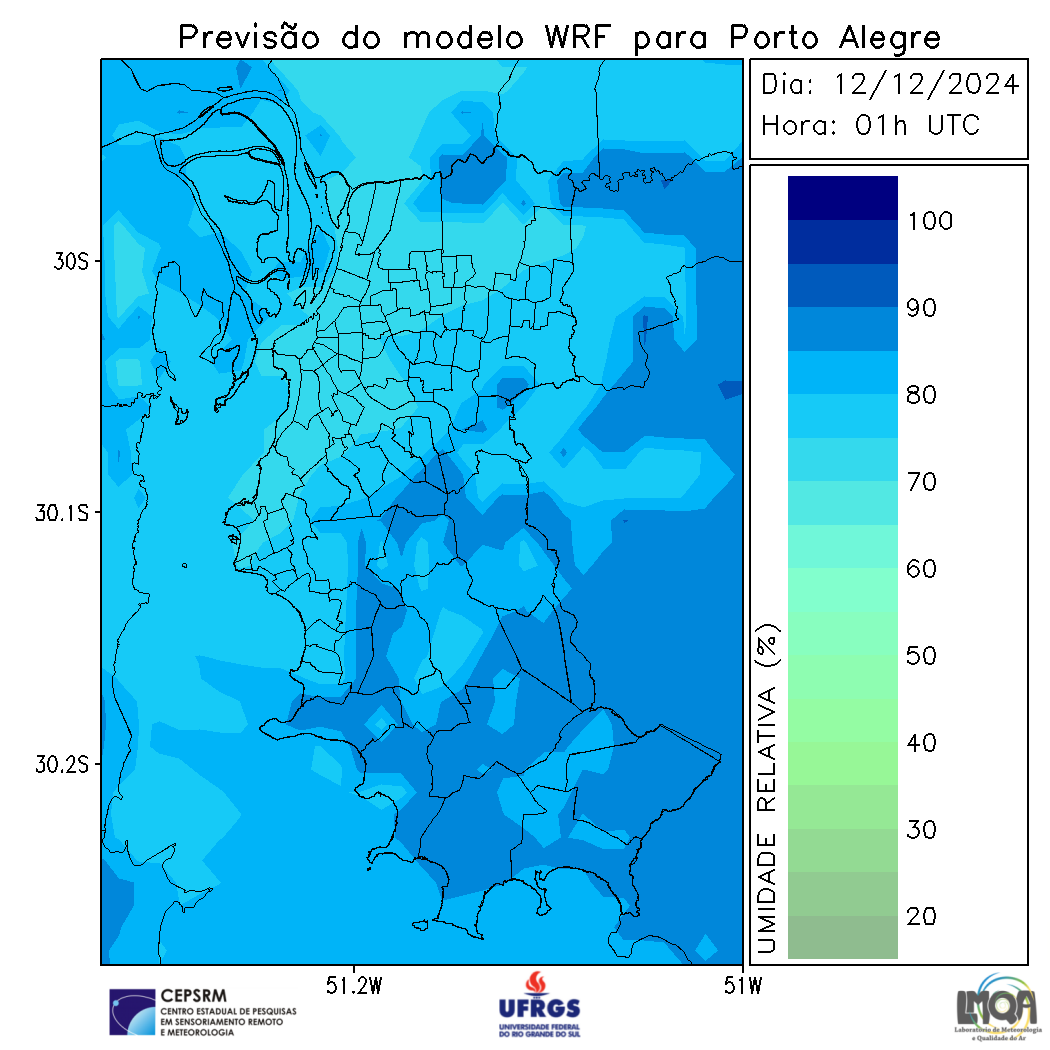 Previsão do modelo WRF para Porto Alegre
Dia: 12/12/2024
Hora: 01h UTC
30S
30.1S
30.2S
51.2W
51W
UMIDADE RELATIVA (%)
100
90
80
70
60
50
40
30
20
CEPSRM
CENTRO ESTADUAL DE PESQUISAS
EM SENSORIAMENTO REMOTO
E METEOROLOGIA
UFRGS
UNIVERSIDADE FEDERAL
DO RIO GRANDE DO SUL
LMQA
Laboratório de Meteorologia
e Qualidade do Ar